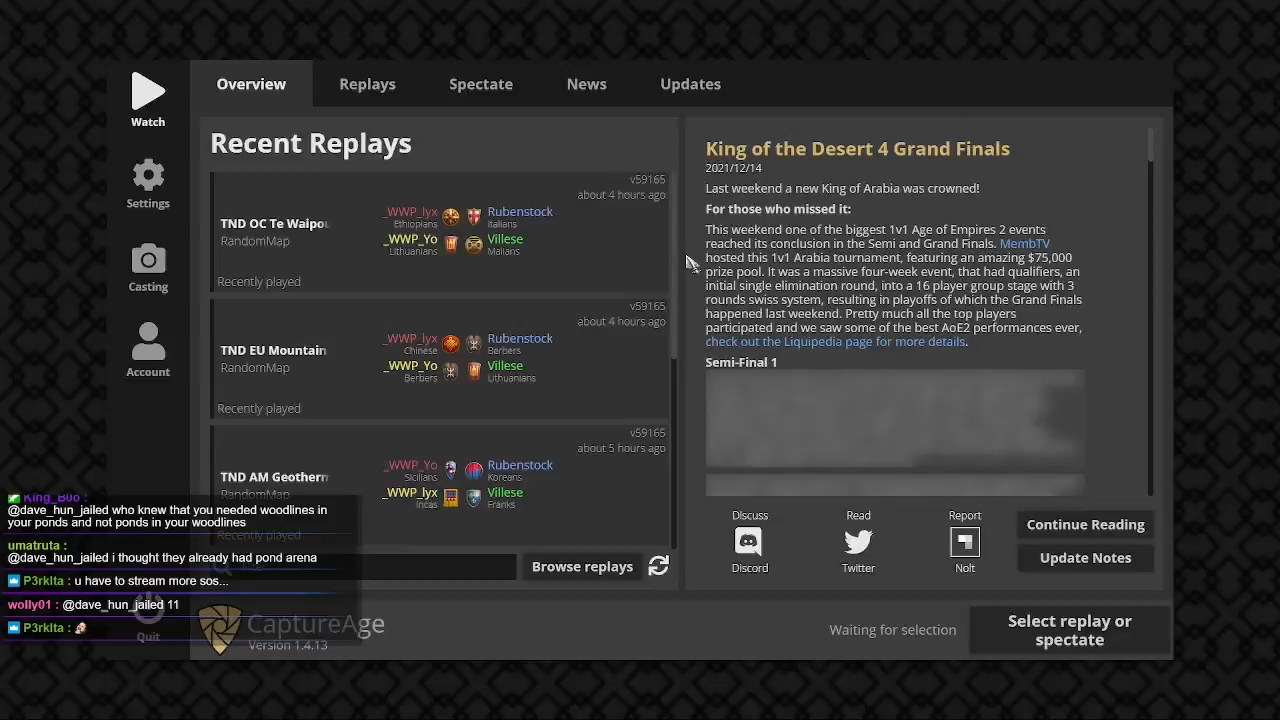 Overview
Replays
Spectate
News
Updates
Watch
Settings
Casting
Account
Quit
Recent Replays
v59165
about 4 hours ago
TND OC Te Waipou
RandomMap
_WWP_lyx
Ethiopians
Rubenstock
Italians
_WWP_Yo
Lithuanians
Villese
Malians
Recently played
v59165
about 4 hours ago
TND EU Mountain
RandomMap
_WWP_lyx
Chinese
Rubenstock
Berbers
_WWP_Yo
Berbers
Villese
Lithuanians
Recently played
v59165
about 5 hours ago
TND AM Geotherm
RandomMap
_WWP_Yo
Sicilians
Rubenstock
Koreans
_WWP_lyx
Incas
Villese
Franks
Recently played
Browse replays
King of the Desert 4 Grand Finals
2021/12/14
Last weekend a new King of Arabia was crowned!
For those who missed it:
This weekend one of the biggest 1v1 Age of Empires 2 events
reached its conclusion in the Semi and Grand Finals. MembTV
hosted this 1v1 Arabia tournament, featuring an amazing $75,000
prize pool. It was a massive four-week event, that had qualifiers, an
initial single elimination round, into a 16 player group stage with 3
rounds swiss system, resulting in playoffs of which the Grand Finals
happened last weekend. Pretty much all the top players
participated and we saw some of the best AoE2 performances ever,
check out the Liquipedia page for more details.
Semi-Final 1
Discuss
Discord
Read
Twitter
Report
Nolt
Continue Reading
Update Notes
King_Boo :
@dave_hun_jailed who knew that you needed woodlines in
your ponds and not ponds in your woodlines
umatruta :
@dave_hun_jailed i thought they already had pond arena
P3rklta : u have to stream more sos...
wolly01 : @dave_hun_jailed 11
P3rklta :
CaptureAge
Version 1.4.13
Waiting for selection
Select replay or
spectate